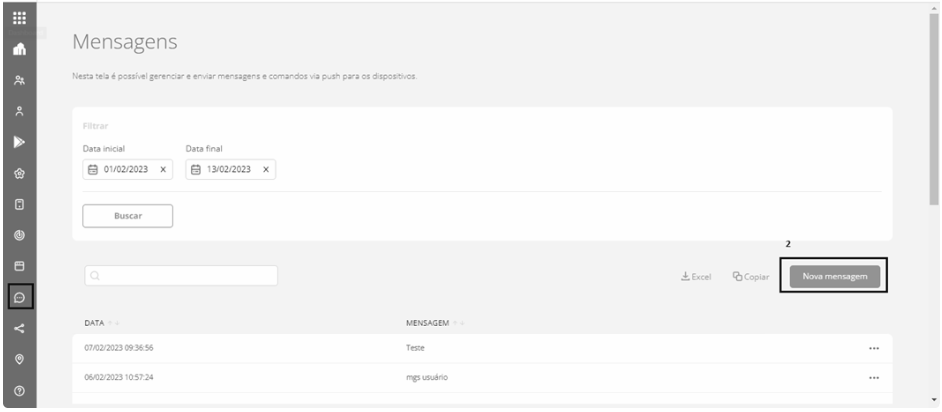 Mensagens
Nesta tela é possível gerenciar e enviar mensagens e comandos via push para os dispositivos.
Filtrar
Data inicial Data final
01/02/2023 X 13/02/2023 X
Buscar
2
Excel Copiar Nova mensagem
DATA MENSAGEM
07/02/2023 09:36:56 Teste ...
06/02/2023 10:57:24 mgs usuário ...